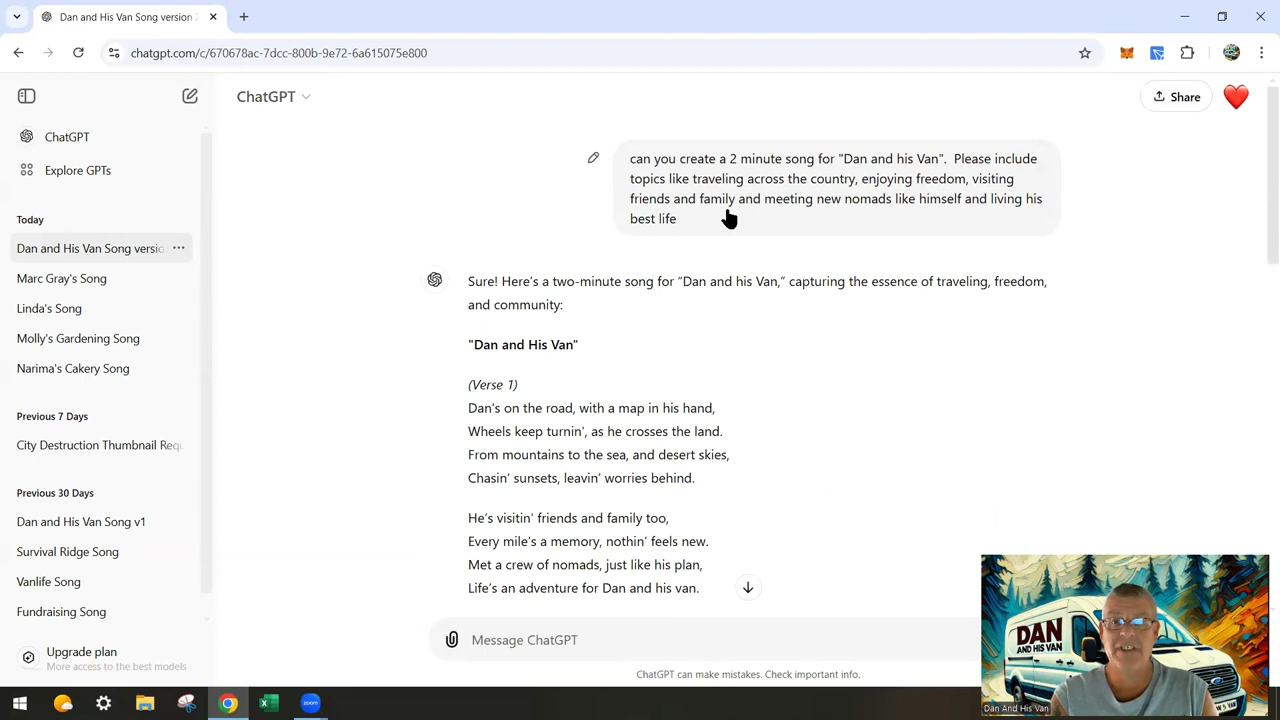 Dan and His Van Song version 2
chatgpt.com/c/670678ac-7dcc-800b-9e72-6a615075e800
ChatGPT
Share
ChatGPT
Explore GPTs
Today
Dan and His Van Song versio
Marc Gray's Song
Linda's Song
Molly's Gardening Song
Narima's Cakery Song
Previous 7 Days
City Destruction Thumbnail Requ
Previous 30 Days
Dan and His Van Song v1
Survival Ridge Song
Vanlife Song
Fundraising Song
Upgrade plan
More access to the best models
can you create a 2 minute song for "Dan and his Van".  Please include
topics like traveling across the country, enjoying freedom, visiting
friends and family and meeting new nomads like himself and living his
best life
Sure! Here's a two-minute song for "Dan and his Van," capturing the essence of traveling, freedom,
and community:
"Dan and His Van"
(Verse 1)
Dan's on the road, with a map in his hand,
Wheels keep turnin', as he crosses the land.
From mountains to the sea, and desert skies,
Chasin' sunsets, leavin' worries behind.
He's visitin' friends and family too,
Every mile's a memory, nothin' feels new.
Met a crew of nomads, just like his plan,
Life's an adventure for Dan and his van.
Message ChatGPT
ChatGPT can make mistakes. Check important info.
DAN
AND HIS VAN
Dan And His Van
zoom